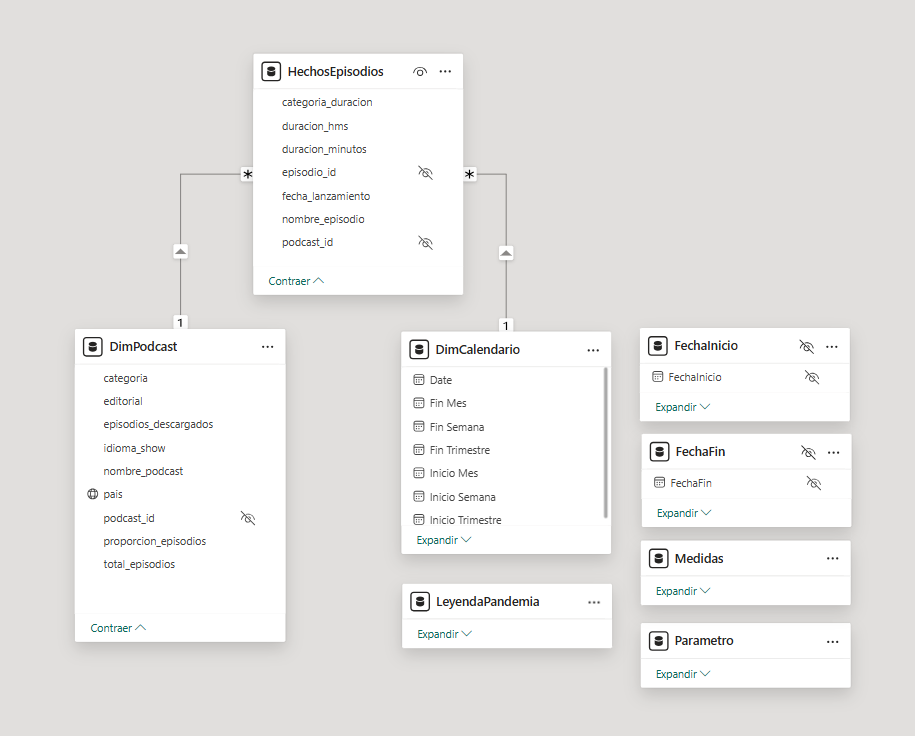 HechosEpisodios
categoria_duracion
duracion_hms
duracion_minutos
episodio_id
fecha_lanzamiento
nombre_episodio
podcast_id
Contraer
*
*
1
1
DimPodcast
categoria
editorial
episodios_descargados
idioma_show
nombre_podcast
pais
podcast_id
proporcion_episodios
total_episodios
Contraer
DimCalendario
Date
Fin Mes
Fin Semana
Fin Trimestre
Inicio Mes
Inicio Semana
Inicio Trimestre
Expandir
LeyendaPandemia
Expandir
FechaInicio
FechaInicio
Expandir
FechaFin
FechaFin
Expandir
Medidas
Expandir
Parametro
Expandir